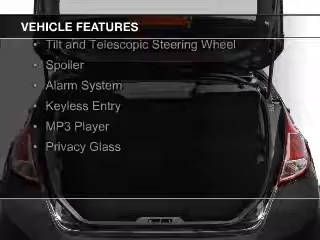 VEHICLE FEATURES
• Tilt and Telescopic Steering Wheel
• Spoiler
• Alarm System
• Keyless Entry
• MP3 Player
• Privacy Glass